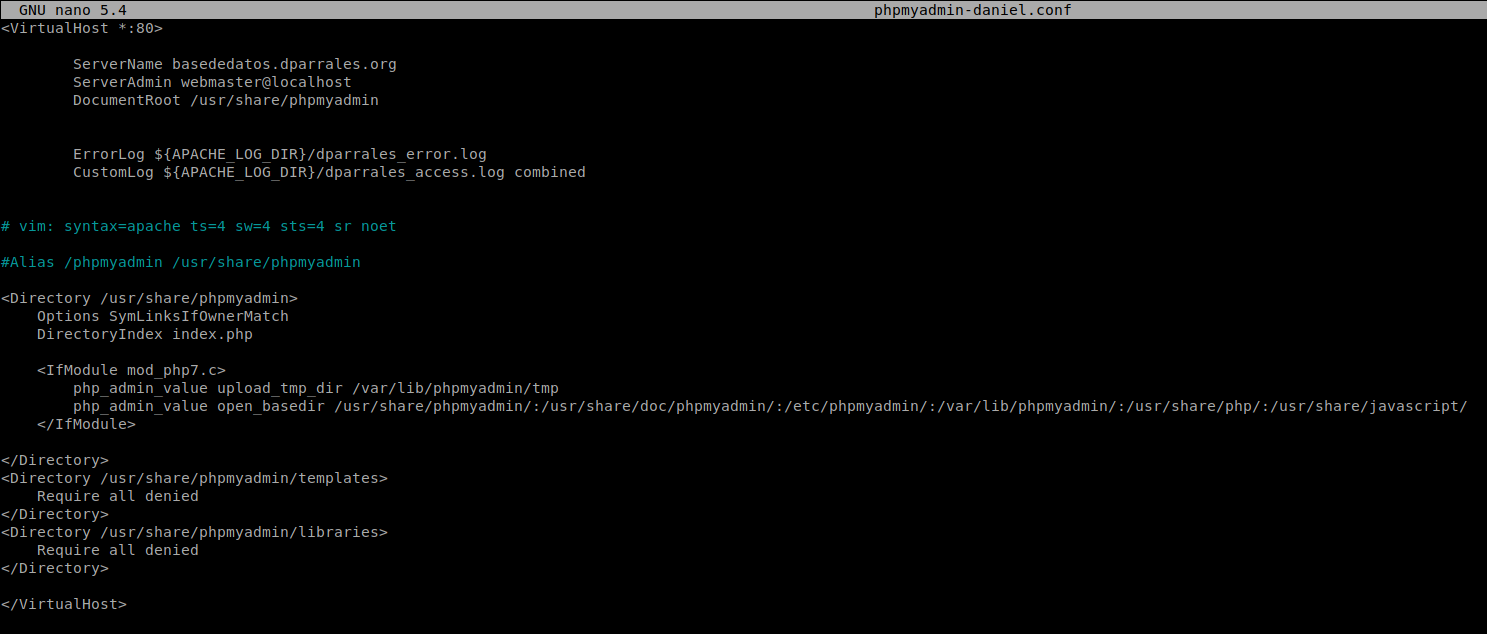 GNU nano 5.4 phpmyadmin-daniel.conf
<VirtualHost *:80>
ServerName basededatos.dparrales.org
ServerAdmin webmaster@localhost
DocumentRoot /usr/share/phpmyadmin
ErrorLog ${APACHE_LOG_DIR}/dparrales_error.log
CustomLog ${APACHE_LOG_DIR}/dparrales_access.log combined
# vim: syntax=apache ts=4 sw=4 sts=4 sr noet
#Alias /phpmyadmin /usr/share/phpmyadmin
<Directory /usr/share/phpmyadmin>
Options SymLinksIfOwnerMatch
DirectoryIndex index.php
<IfModule mod_php7.c>
php_admin_value upload_tmp_dir /var/lib/phpmyadmin/tmp
php_admin_value open_basedir /usr/share/phpmyadmin/:/usr/share/doc/phpmyadmin/:/etc/phpmyadmin/:/var/lib/phpmyadmin/:/usr/share/php/:/usr/share/javascript/
</IfModule>
</Directory>
<Directory /usr/share/phpmyadmin/templates>
Require all denied
</Directory>
<Directory /usr/share/phpmyadmin/libraries>
Require all denied
</Directory>
</VirtualHost>